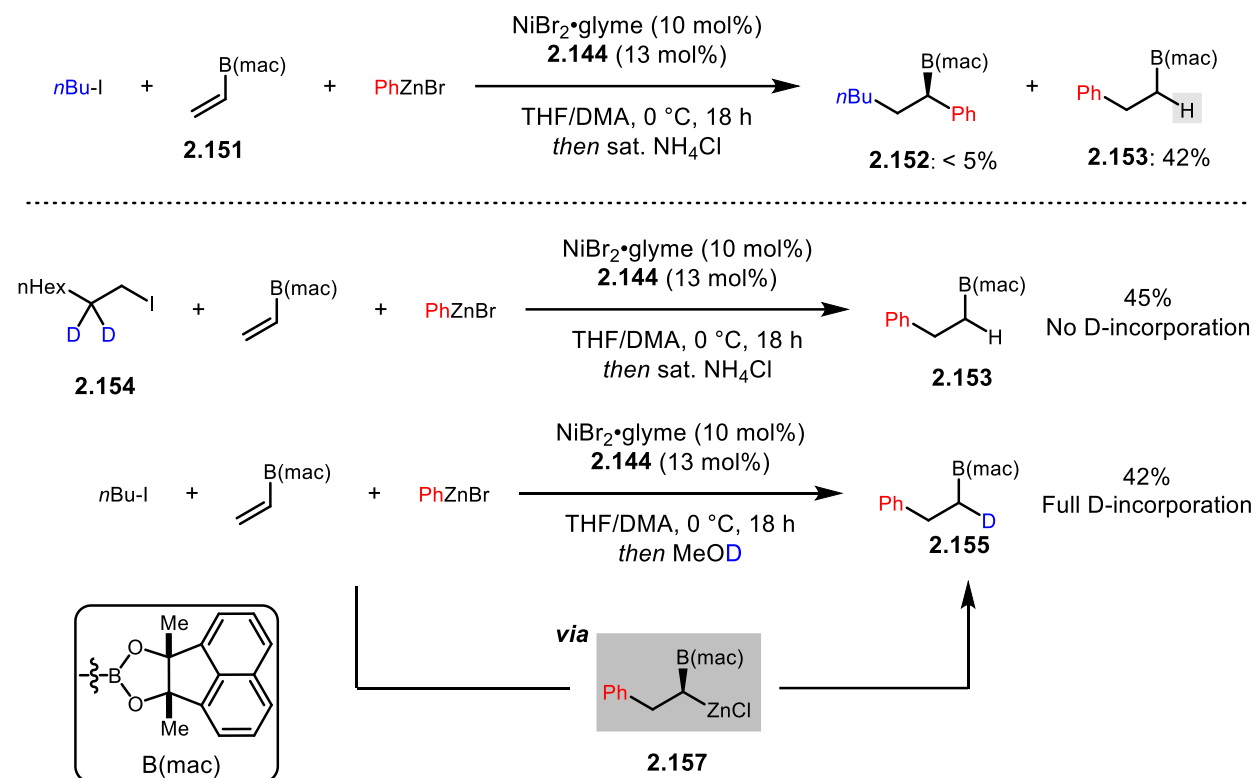 NiBr₂•glyme (10 mol%)
2.144 (13 mol%)
nBu-I + B(mac) + PhZnBr
THF/DMA, 0 °C, 18 h
then sat. NH₄Cl
2.151
B(mac) nBu Ph + B(mac) Ph H
2.152: < 5% 2.153: 42%
NiBr₂•glyme (10 mol%)
2.144 (13 mol%)
nHex I D D + B(mac) + PhZnBr
THF/DMA, 0 °C, 18 h
then sat. NH₄Cl
2.154
B(mac) Ph H
2.153
45%
No D-incorporation
NiBr₂•glyme (10 mol%)
2.144 (13 mol%)
nBu-I + B(mac) + PhZnBr
THF/DMA, 0 °C, 18 h
then MeOD
B(mac) Ph D
2.155
42%
Full D-incorporation
Me
O
B
O
Me
B(mac)
via
B(mac)
Ph
ZnCl
2.157